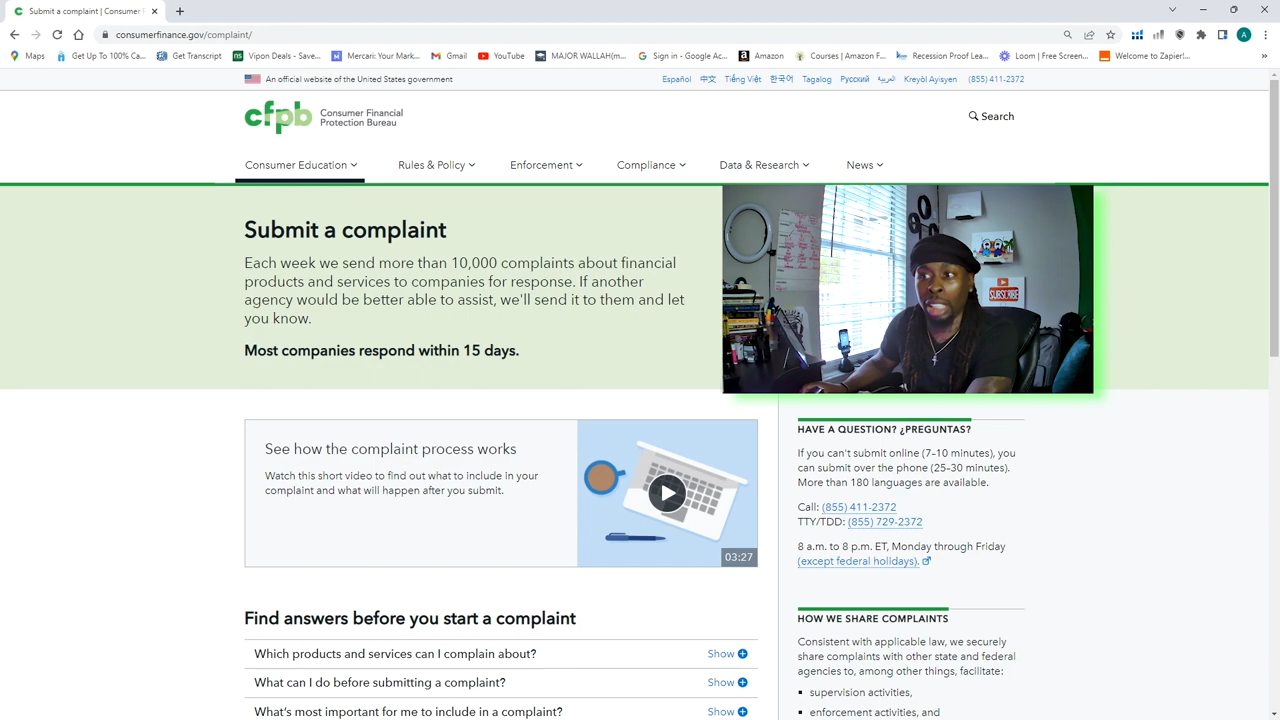 Submit a complaint | Consumer
consumerfinance.gov/complaint/
Maps
Get Up To 100% Ca...
Get Transcript
Vipon Deals - Save...
Mercari: Your Mark...
Gmail
YouTube
MAJOR WALLAH(m...
Sign in - Google Ac...
Amazon
Courses | Amazon F...
Recession Proof Lea...
Loom | Free Screen...
Welcome to Zapier!...
An official website of the United States government
Español 中文 Tiếng Việt 한국어 Tagalog Русский العربية Kreyòl Ayisyen (855) 411-2372
cfpb Consumer Financial
Protection Bureau
Search
Consumer Education
Rules & Policy
Enforcement
Compliance
Data & Research
News
Submit a complaint
Each week we send more than 10,000 complaints about financial
products and services to companies for response. If another
agency would be better able to assist, we'll send it to them and let
you know.
Most companies respond within 15 days.
SUBSCRIBE
See how the complaint process works
Watch this short video to find out what to include in your
complaint and what will happen after you submit.
03:27
Find answers before you start a complaint
Which products and services can I complain about? Show
What can I do before submitting a complaint? Show
What's most important for me to include in a complaint? Show
HAVE A QUESTION? ¿PREGUNTAS?
If you can't submit online (7–10 minutes), you
can submit over the phone (25–30 minutes).
More than 180 languages are available.
Call: (855) 411-2372
TTY/TDD: (855) 729-2372
8 a.m. to 8 p.m. ET, Monday through Friday
(except federal holidays).
HOW WE SHARE COMPLAINTS
Consistent with applicable law, we securely
share complaints with other state and federal
agencies to, among other things, facilitate:
▪ supervision activities,
▪ enforcement activities, and